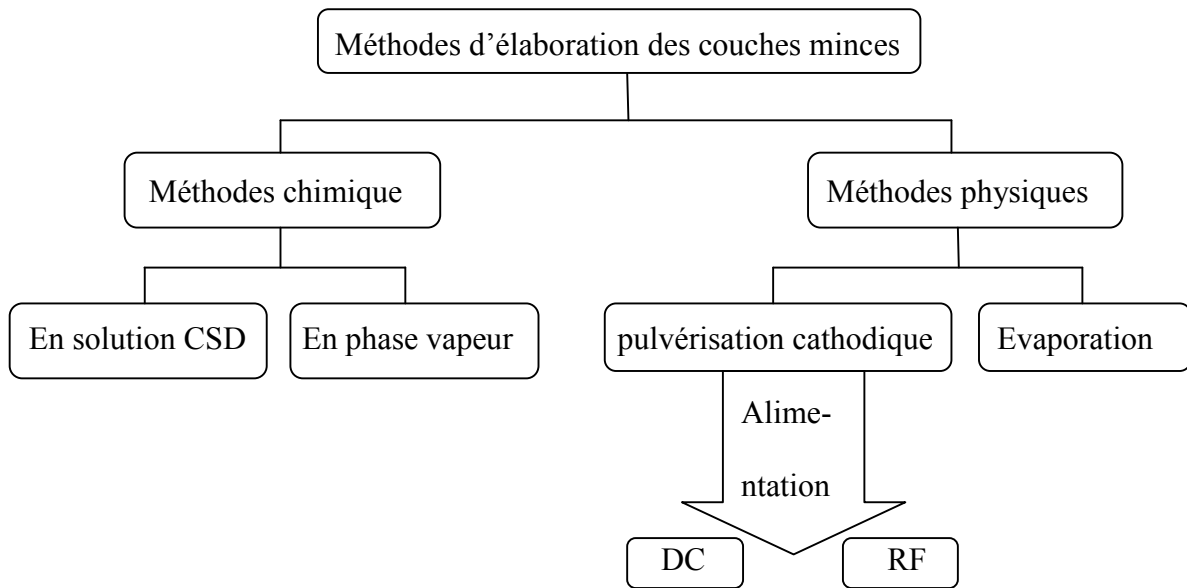 Méthodes d’élaboration des couches minces
Méthodes chimique
Méthodes physiques
En solution CSD
En phase vapeur
pulvérisation cathodique
Evaporation
Alime-
ntation
DC
RF